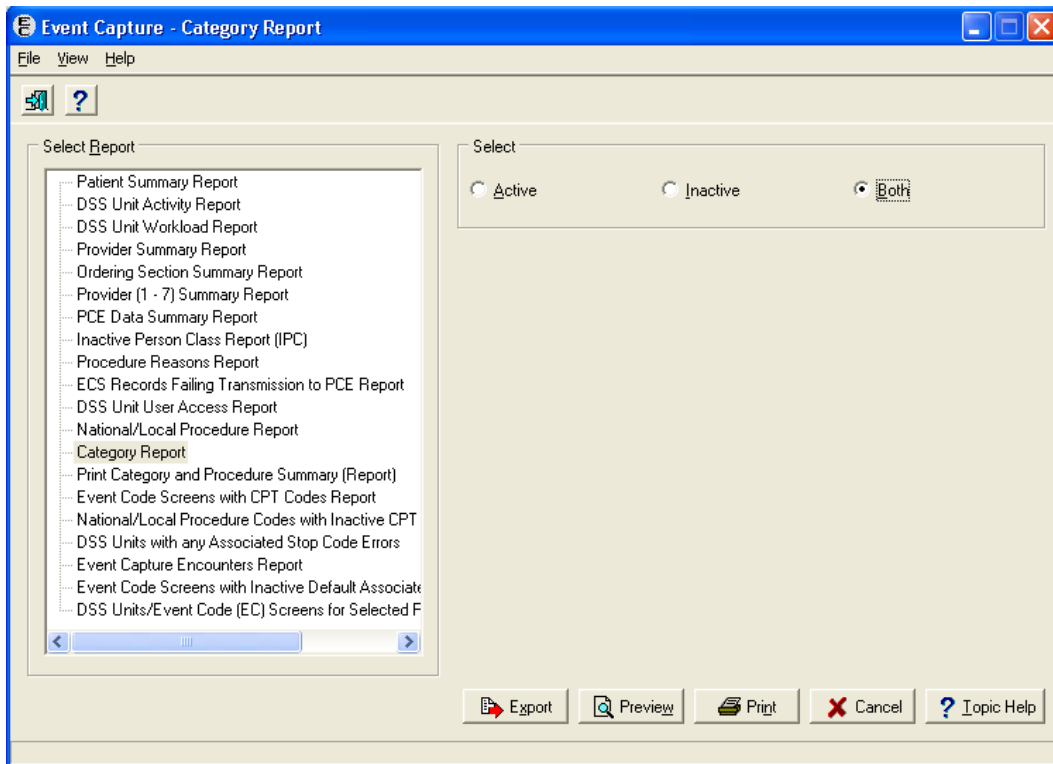 Event Capture - Category Report
File View Help
Select Report
Patient Summary Report
DSS Unit Activity Report
DSS Unit Workload Report
Provider Summary Report
Ordering Section Summary Report
Provider (1 - 7) Summary Report
PCE Data Summary Report
Inactive Person Class Report (IPC)
Procedure Reasons Report
ECS Records Failing Transmission to PCE Report
DSS Unit User Access Report
National/Local Procedure Report
Category Report
Print Category and Procedure Summary (Report)
Event Code Screens with CPT Codes Report
National/Local Procedure Codes with Inactive CPT
DSS Units with any Associated Stop Code Errors
Event Capture Encounters Report
Event Code Screens with Inactive Default Associate
DSS Units/Event Code (EC) Screens for Selected F
Select
Active Inactive Both
Export Preview Print Cancel ? Topic Help